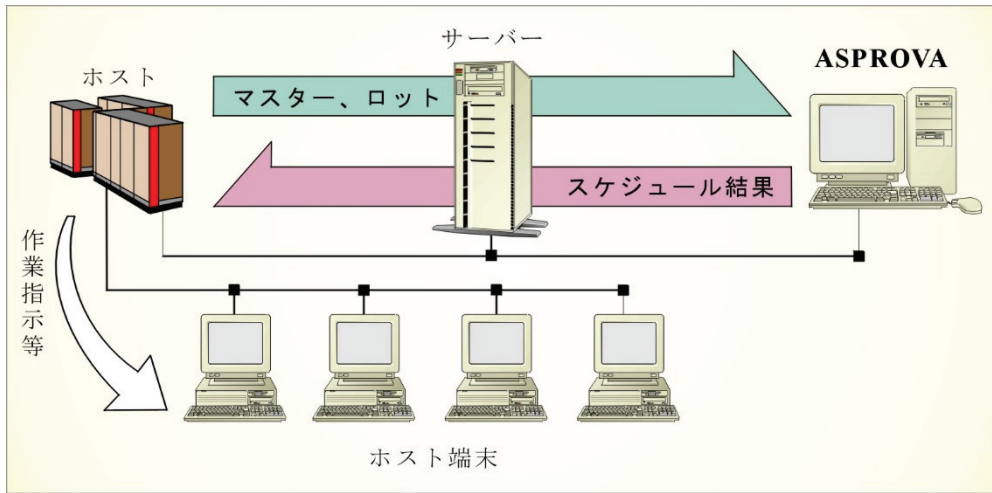 サーバー
ASPROVA
ホスト
マスター、ロット
スケジュール結果
作業指示等
ホスト端末